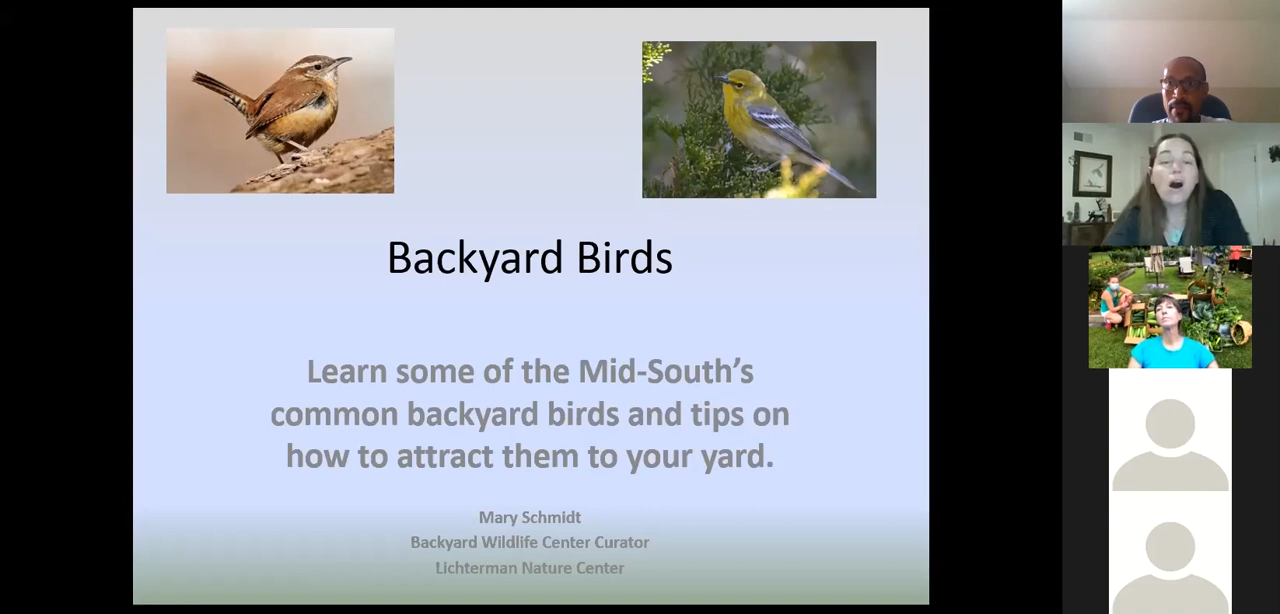 Backyard Birds
Learn some of the Mid-South's
common backyard birds and tips on
how to attract them to your yard.
Mary Schmidt
Backyard Wildlife Center Curator
Lichterman Nature Center